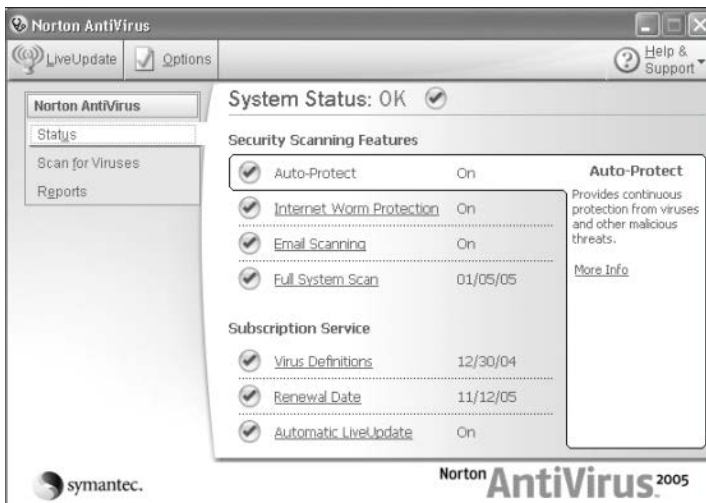 Norton AntiVirus
LiveUpdate
Options
Help & Support
Norton AntiVirus
Status
Scan for Viruses
Reports
System Status: OK
Security Scanning Features
Auto-Protect On
Internet Worm Protection On
Email Scanning On
Full System Scan 01/05/05
Auto-Protect
Provides continuous
protection from viruses
and other malicious
threats.
More Info
Subscription Service
Virus Definitions 12/30/04
Renewal Date 11/12/05
Automatic LiveUpdate On
symantec.
Norton AntiVirus 2005